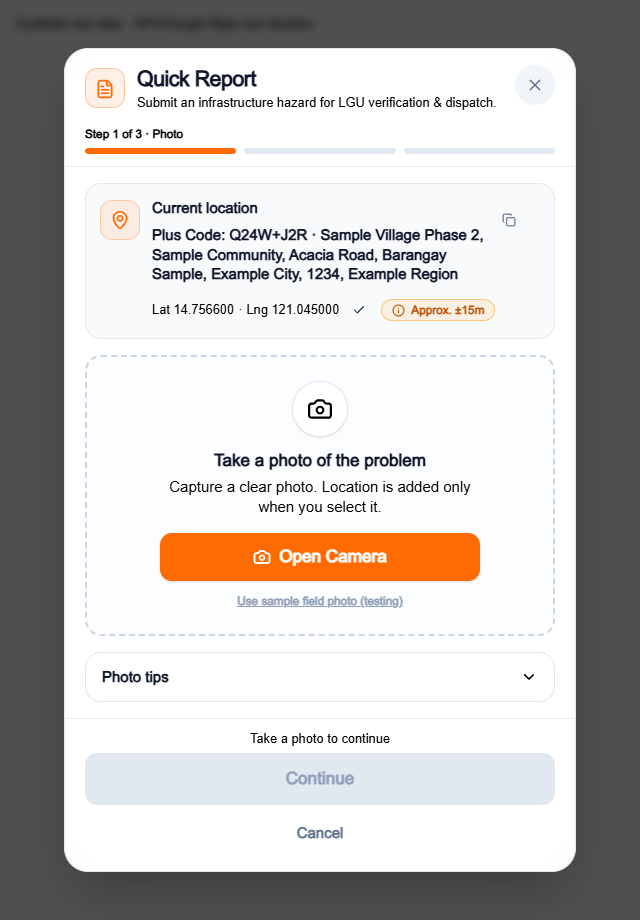 Quick Report
Submit an infrastructure hazard for LGU verification & dispatch.
Step 1 of 3 · Photo
Current location
Plus Code: Q24W+J2R · Sample Village Phase 2,
Sample Community, Acacia Road, Barangay
Sample, Example City, 1234, Example Region
Lat 14.756600 · Lng 121.045000
Approx. ±15m
Take a photo of the problem
Capture a clear photo. Location is added only
when you select it.
Open Camera
Use sample field photo (testing)
Photo tips
Take a photo to continue
Continue
Cancel